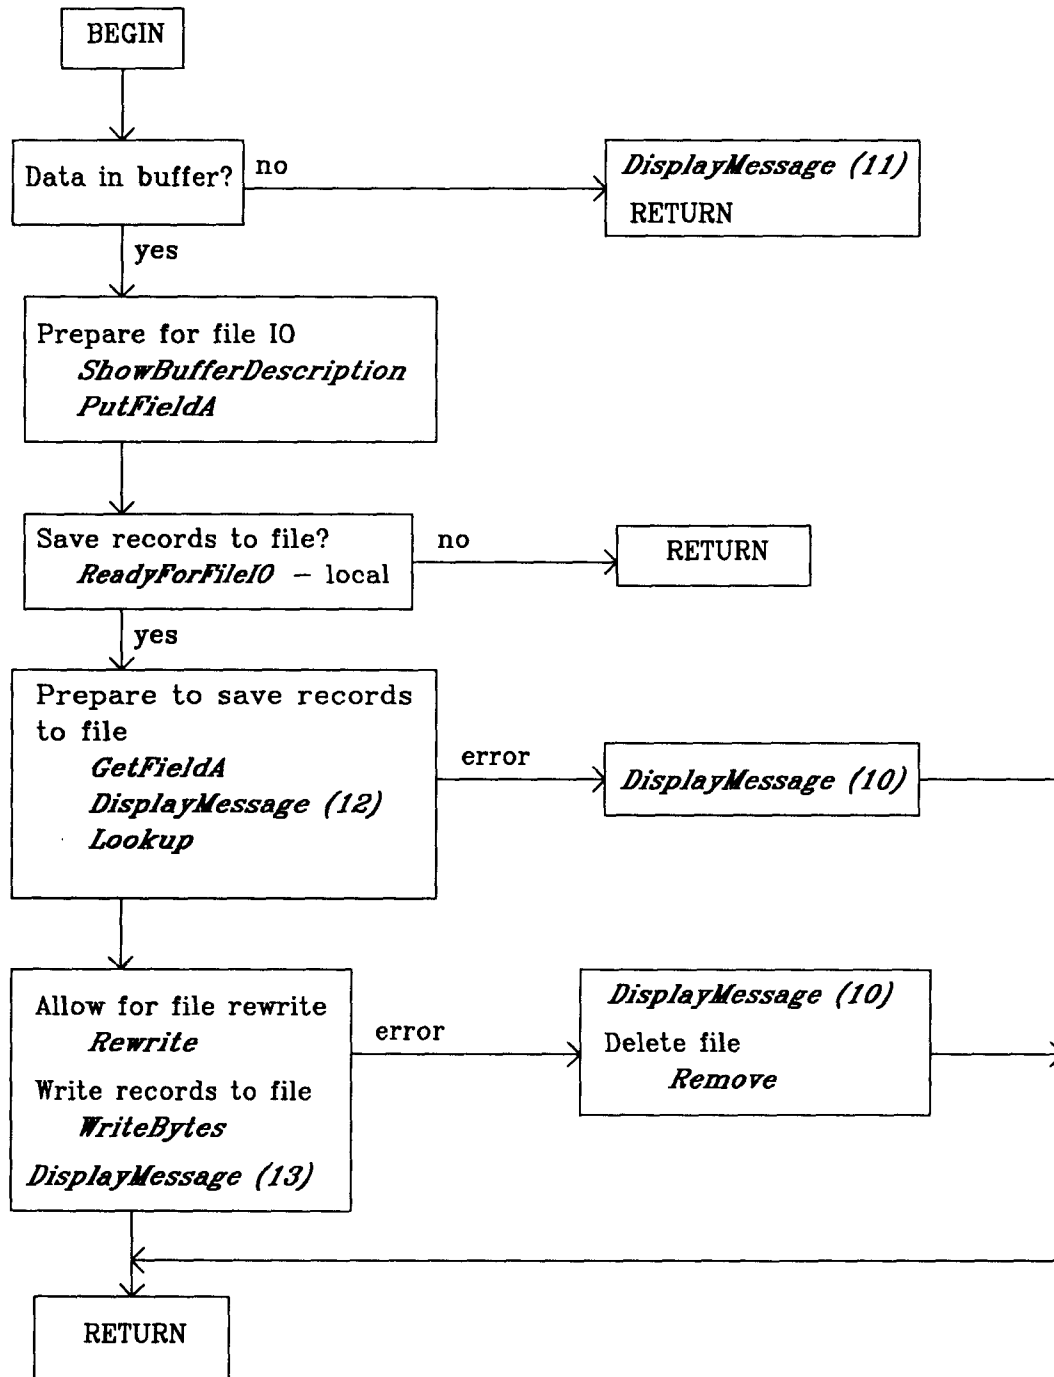 BEGIN
Data in buffer?
no
DisplayMessage (11)
RETURN
yes
Prepare for file IO
ShowBufferDescription
PutFieldA
Save records to file?
ReadyForFileIO – local
no
RETURN
yes
Prepare to save records
to file
GetFieldA
DisplayMessage (12)
Lookup
error
DisplayMessage (10)
Allow for file rewrite
Rewrite
Write records to file
WriteBytes
DisplayMessage (13)
error
DisplayMessage (10)
Delete file
Remove
RETURN